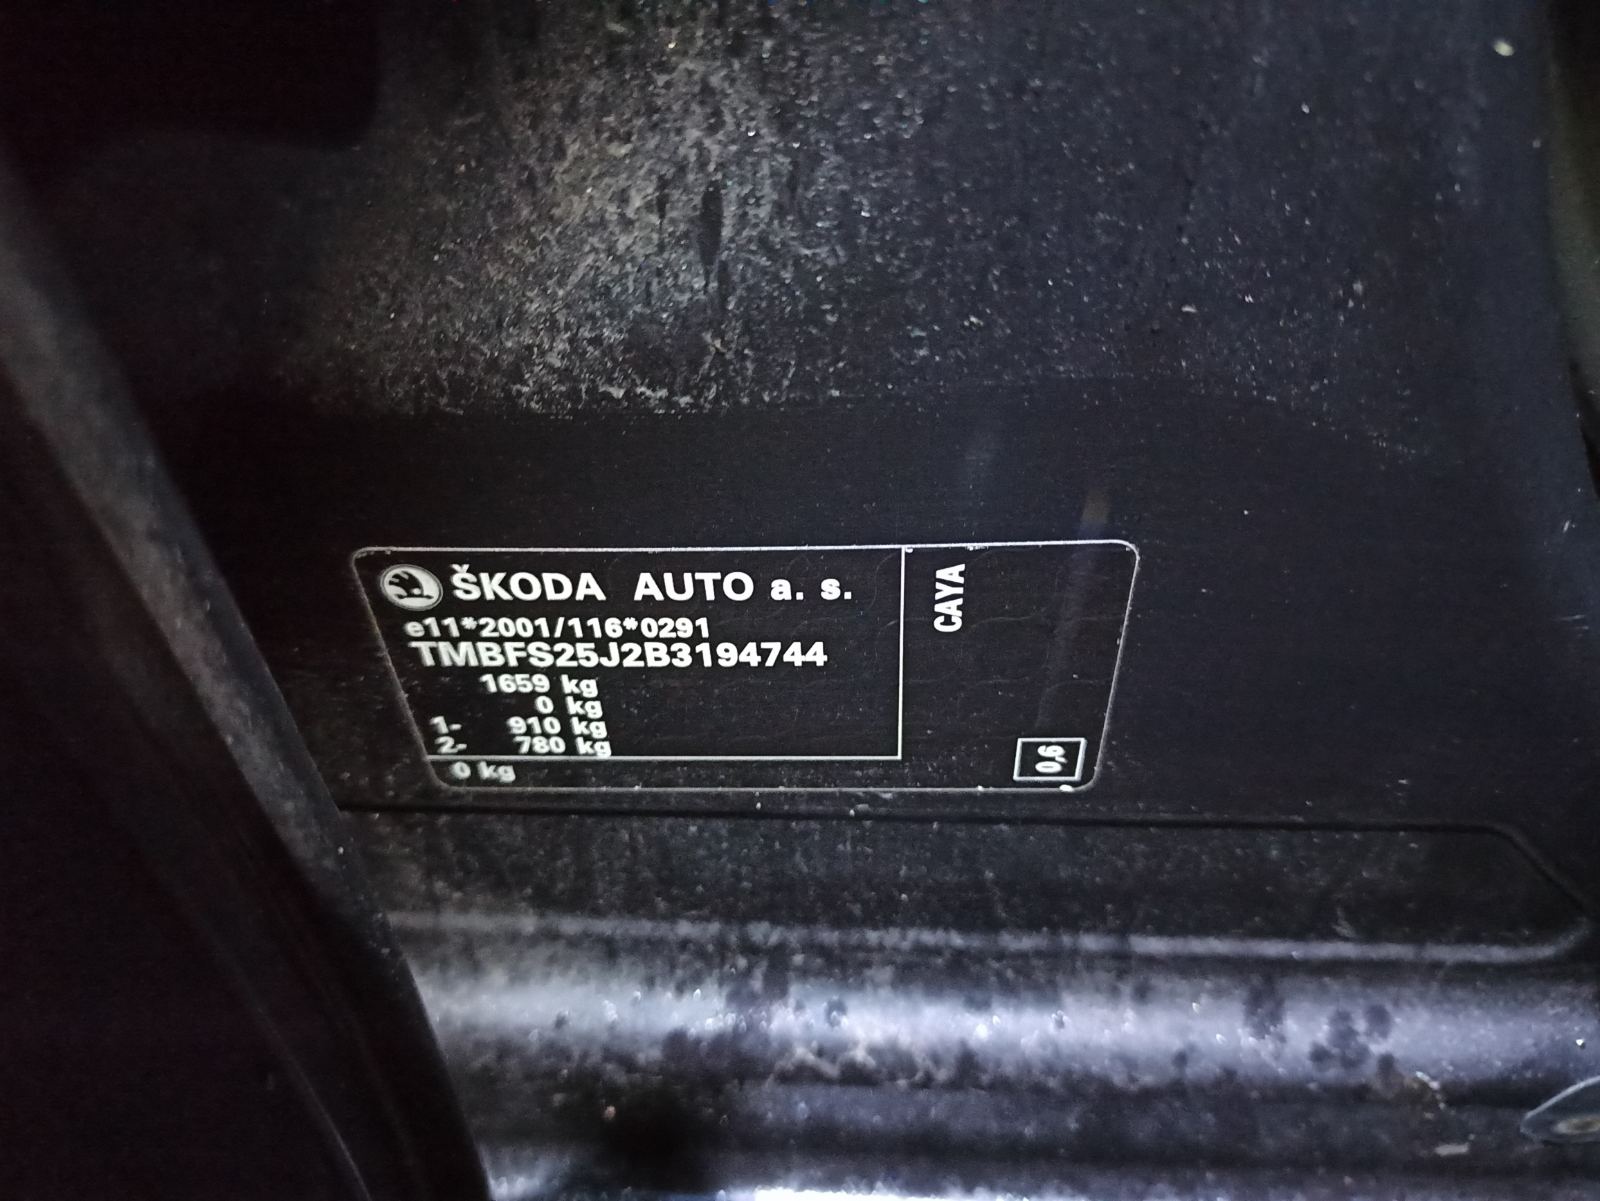 ŠKODA AUTO a. s.
e11*2001/116*0291
TMBFS25J2B3194744
1659 kg
0 kg
1- 910 kg
2- 780 kg
0 kg
CAYA
0,6